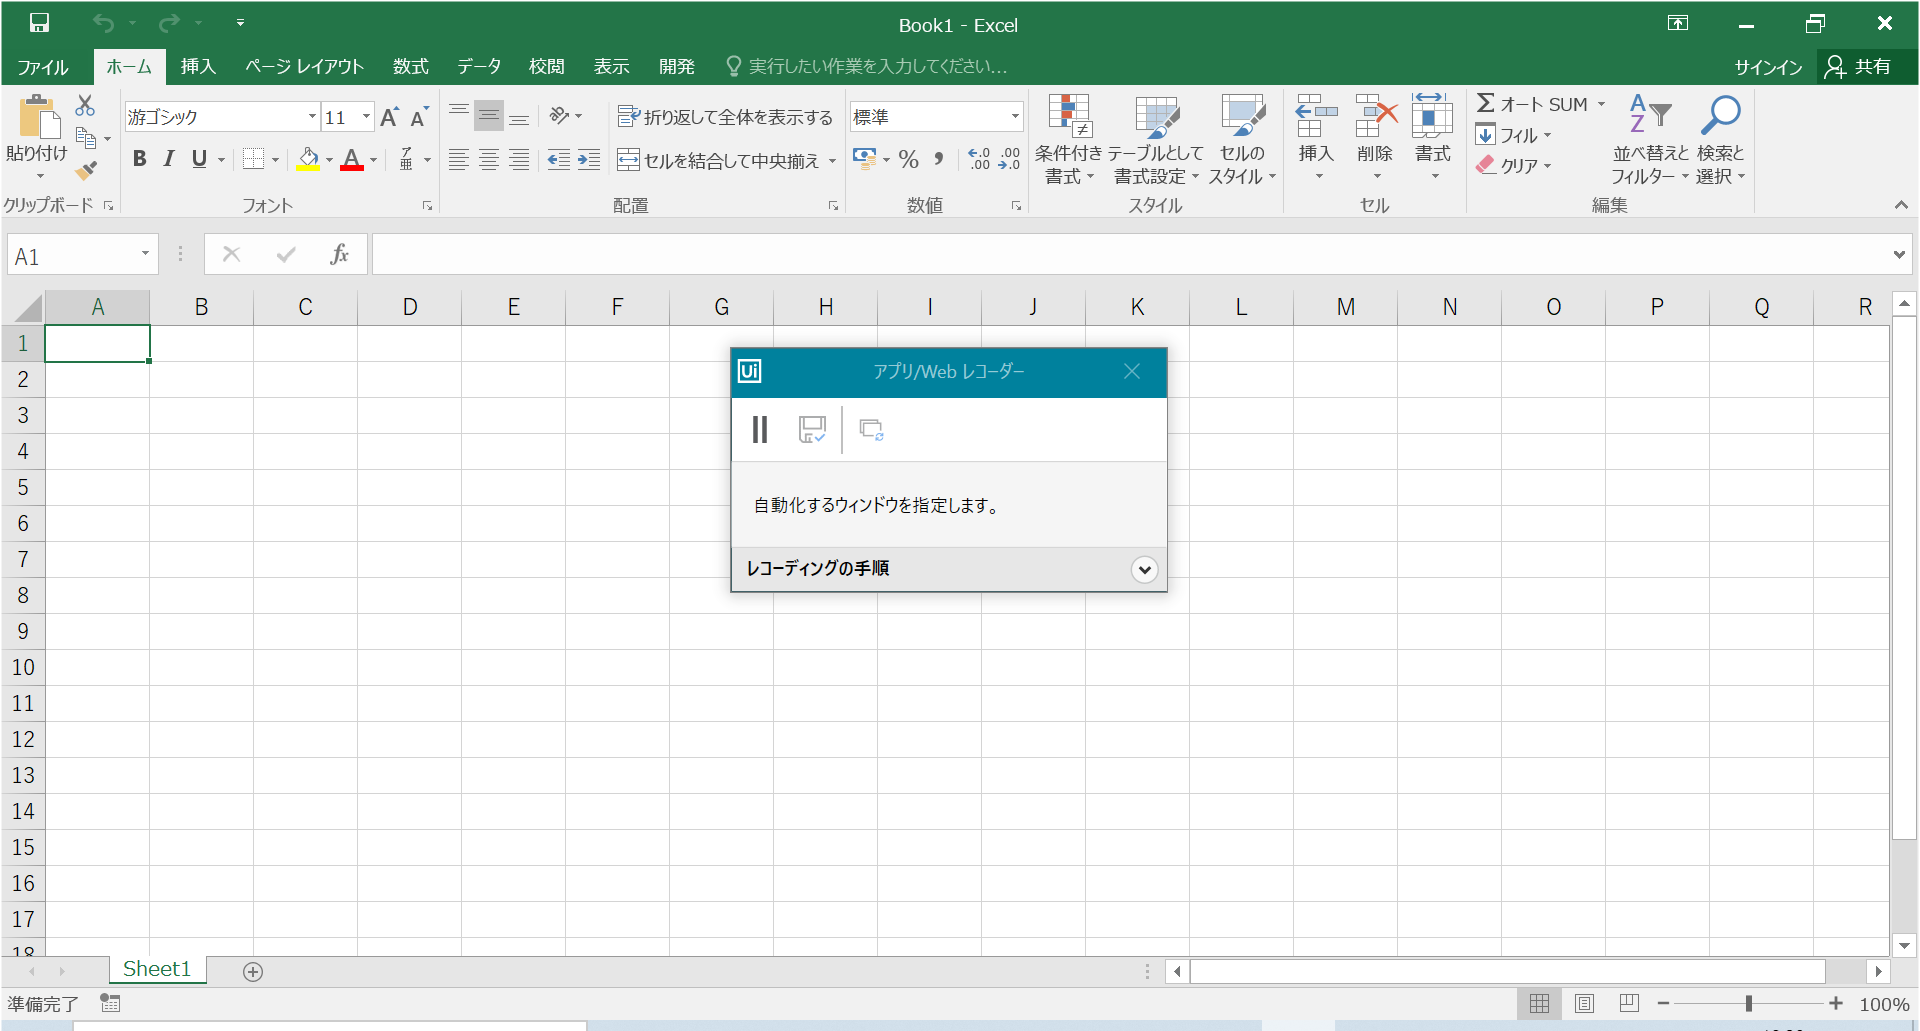 Book1 - Excel
ファイル ホーム 挿入 ページ レイアウト 数式 データ 校閲 表示 開発 実行したい作業を入力してください... サインイン 共有
貼り付け
クリップボード
游ゴシック 11 A A
B I U A ア亜
フォント
折り返して全体を表示する
セルを結合して中央揃え
配置
標準
% , ←.0 .00 .00 →.0
数値
条件付き書式
テーブルとして書式設定
セルのスタイル
スタイル
挿入 削除 書式
セル
Σ オート SUM
フィル
クリア
AZ 並べ替えとフィルター
検索と選択
編集
A1 fx
A B C D E F G H I J K L M N O P Q R
1
2
3
4
5
6
7
8
9
10
11
12
13
14
15
16
17
18
Ui アプリ/Web レコーダー
自動化するウィンドウを指定します。
レコーディングの手順
Sheet1
準備完了 100%